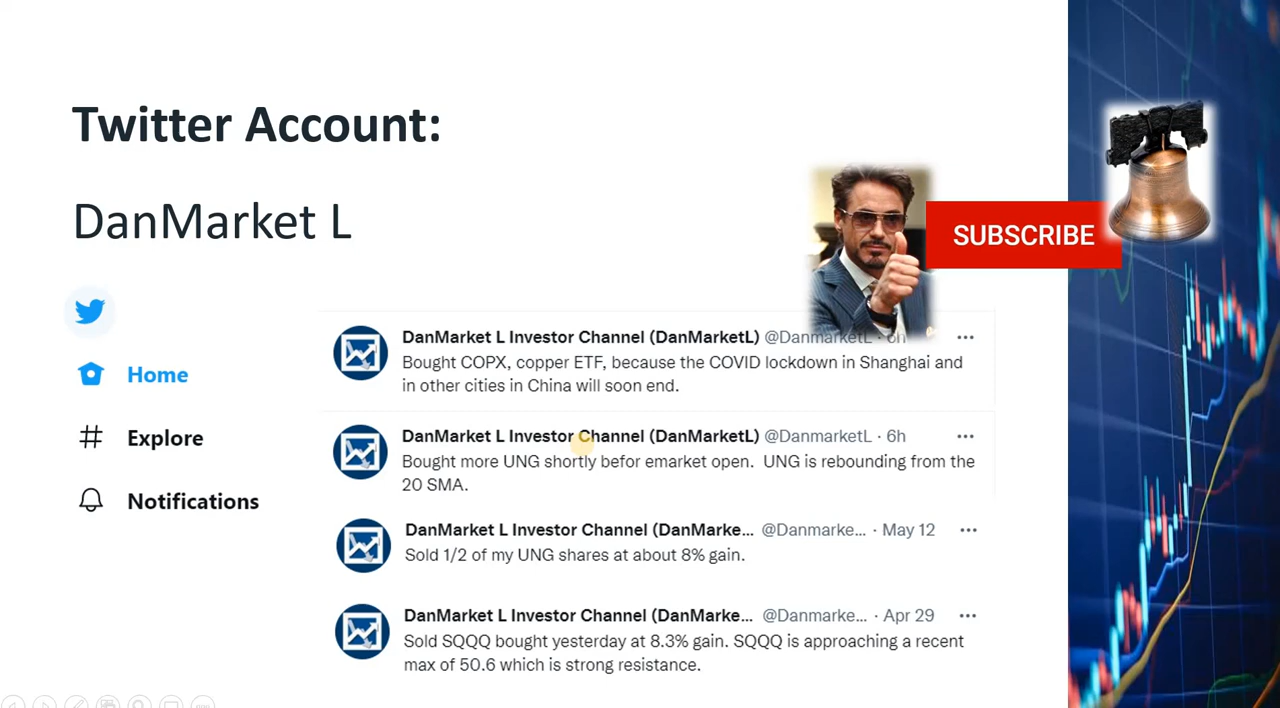 Twitter Account:
DanMarket L
SUBSCRIBE
Home
Explore
Notifications
DanMarket L Investor Channel (DanMarketL) @DanmarketL · 6h
Bought COPX, copper ETF, because the COVID lockdown in Shanghai and
in other cities in China will soon end.
DanMarket L Investor Channel (DanMarketL) @DanmarketL · 6h
Bought more UNG shortly befor emarket open. UNG is rebounding from the
20 SMA.
DanMarket L Investor Channel (DanMarke... @Danmarke... · May 12
Sold 1/2 of my UNG shares at about 8% gain.
DanMarket L Investor Channel (DanMarke... @Danmarke... · Apr 29
Sold SQQQ bought yesterday at 8.3% gain. SQQQ is approaching a recent
max of 50.6 which is strong resistance.